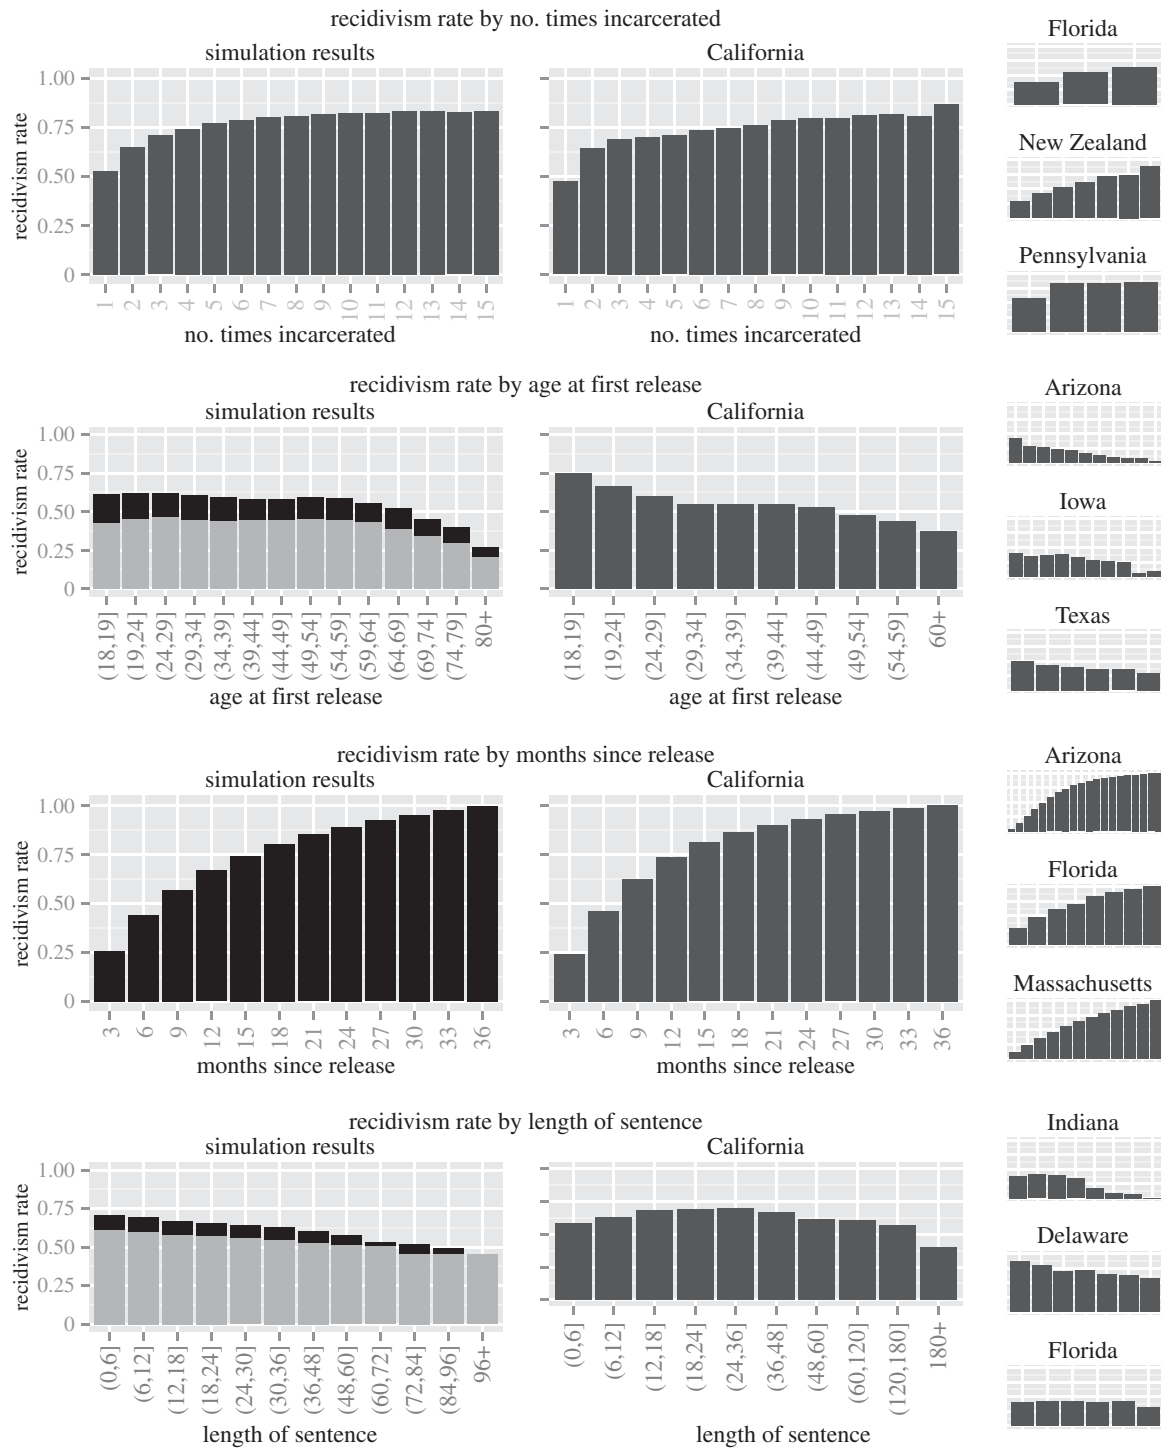 recidivism rate by no. times incarcerated
simulation results
California
recidivism rate
1.00
0.75
0.50
0.25
0
1 2 3 4 5 6 7 8 9 10 11 12 13 14 15
1 2 3 4 5 6 7 8 9 10 11 12 13 14 15
no. times incarcerated
no. times incarcerated
Florida
New Zealand
Pennsylvania
recidivism rate by age at first release
simulation results
California
recidivism rate
1.00
0.75
0.50
0.25
0
(18,19] (19,24] (24,29] (29,34] (34,39] (39,44] (44,49] (49,54] (54,59 (59,64] (64,69 (69,74] (74,79] 80+
(18,19] (19,24] (24,29] (29,34] (34,39] (39,44] (44,49] (49,54] (54,59] 60+
age at first release
age at first release
Arizona
Iowa
Texas
recidivism rate by months since release
simulation results
California
recidivism rate
1.00
0.75
0.50
0.25
0
3 6 9 12 15 18 21 24 27 30 33 36
3 6 9 12 15 18 21 24 27 30 33 36
months since release
months since release
Arizona
Florida
Massachusetts
recidivism rate by length of sentence
simulation results
California
recidivism rate
1.00
0.75
0.50
0.25
0
(0,6] (6,12] (12,18] (18,24] (24,30] (30,36] (36,48] (48,60] (60,72] (72,84] (84,96] 96+
(0,6] (6,12] (12,18] (18,24] (24,36] (36,48] (48,60] (60,120] (120,180] 180+
length of sentence
length of sentence
Indiana
Delaware
Florida